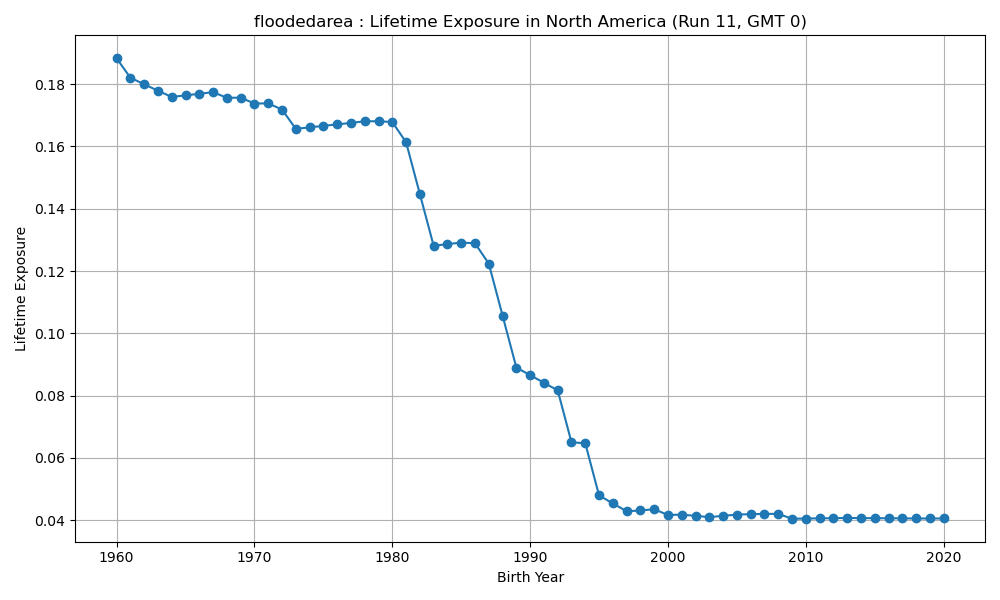 floodedarea : Lifetime Exposure in North America (Run 11, GMT 0)
Lifetime Exposure
0.18
0.16
0.14
0.12
0.10
0.08
0.06
0.04
1960 1970 1980 1990 2000 2010 2020
Birth Year